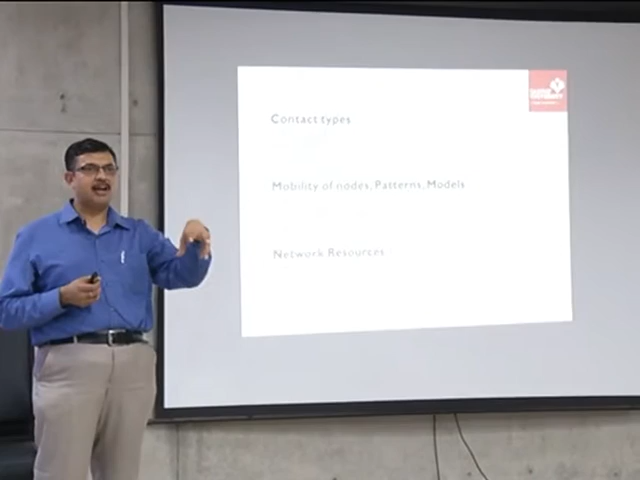 Contact types
Mobility of nodes, Patterns, Models
Network Resources